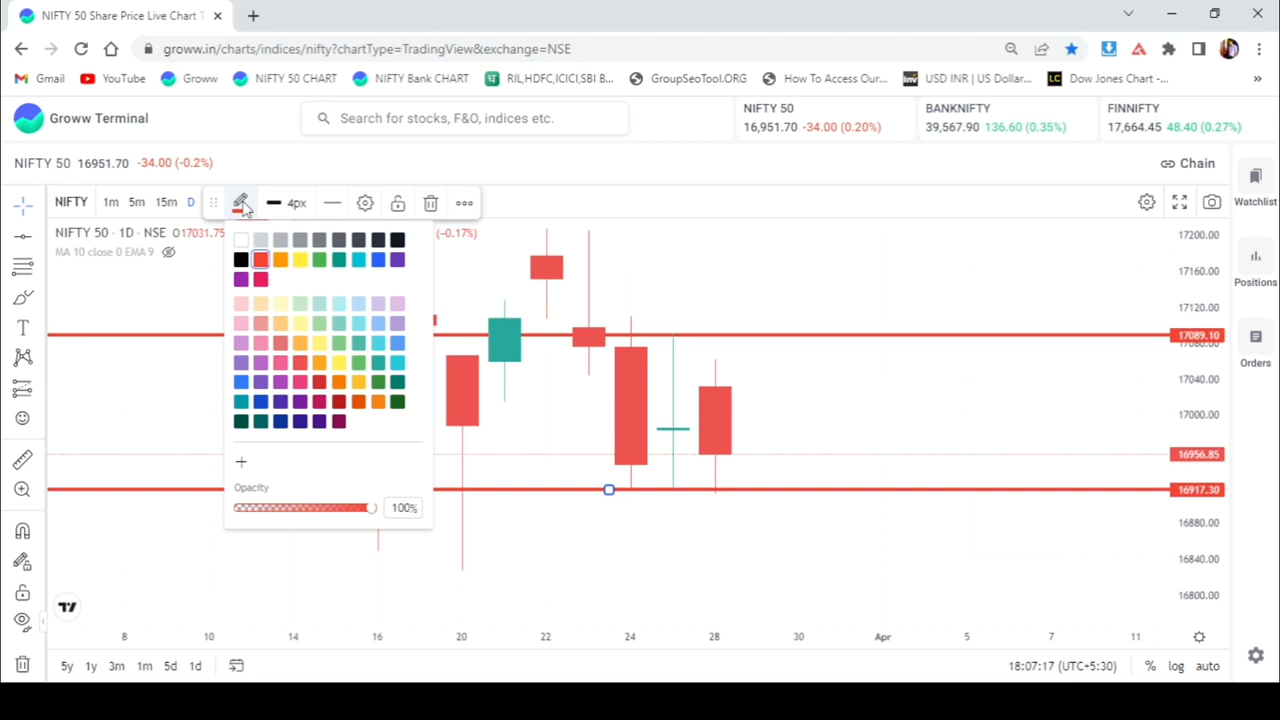 NIFTY 50 Share Price Live Chart T
groww.in/charts/indices/nifty?chartType=TradingView&exchange=NSE
Gmail YouTube Groww NIFTY 50 CHART NIFTY Bank CHART RIL,HDFC,ICICI,SBI B... GroupSeoTool.ORG How To Access Our... Inv USD INR | US Dollar... LC Dow Jones Chart -... »
Groww Terminal Search for stocks, F&O, indices etc.
NIFTY 50 BANKNIFTY FINNIFTY
16,951.70 -34.00 (0.20%) 39,567.90 136.60 (0.35%) 17,664.45 48.40 (0.27%)
NIFTY 50 16951.70 -34.00 (-0.2%) Chain
NIFTY 1m 5m 15m D 4px
Watchlist
NIFTY 50 · 1D · NSE O17031.75 (-0.17%)
MA 10 close 0 EMA 9
17200.00
17160.00
17120.00
17089.10
17080.00
17040.00
17000.00
16956.85
16917.30
16880.00
16840.00
16800.00
Positions
Orders
+
Opacity
100%
8 10 14 16 20 22 24 28 30 Apr 5 7 11
5y 1y 3m 1m 5d 1d 18:07:17 (UTC+5:30) % log auto